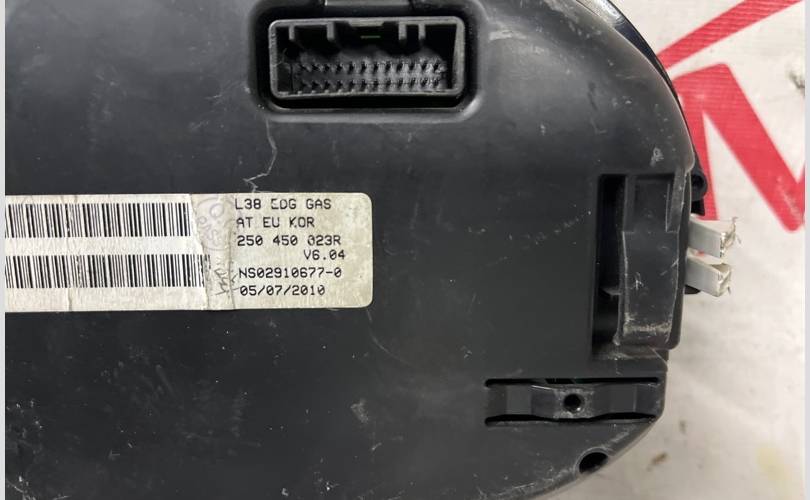 L38 EDG GAS
AT EU KOR
250 450 023R
V6.04
NS02910677-0
05/07/2010